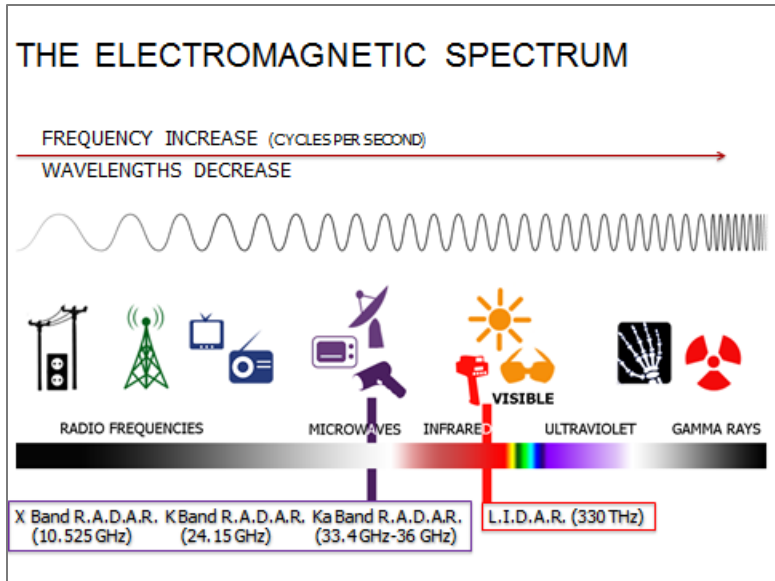 THE ELECTROMAGNETIC SPECTRUM
FREQUENCY INCREASE (CYCLES PER SECOND)
WAVELENGTHS DECREASE
VISIBLE
RADIO FREQUENCIES MICROWAVES INFRARED ULTRAVIOLET GAMMA RAYS
X Band R.A.D.A.R. K Band R.A.D.A.R. Ka Band R.A.D.A.R. L.I.D.A.R. (330 THz)
(10.525 GHz) (24.15 GHz) (33.4 GHz-36 GHz)